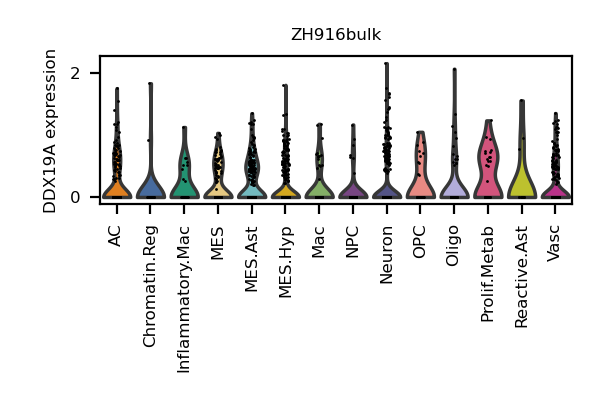 ZH916bulk
DDX19A expression
2
0
AC
Chromatin.Reg
Inflammatory.Mac
MES
MES.Ast
MES.Hyp
Mac
NPC
Neuron
OPC
Oligo
Prolif.Metab
Reactive.Ast
Vasc